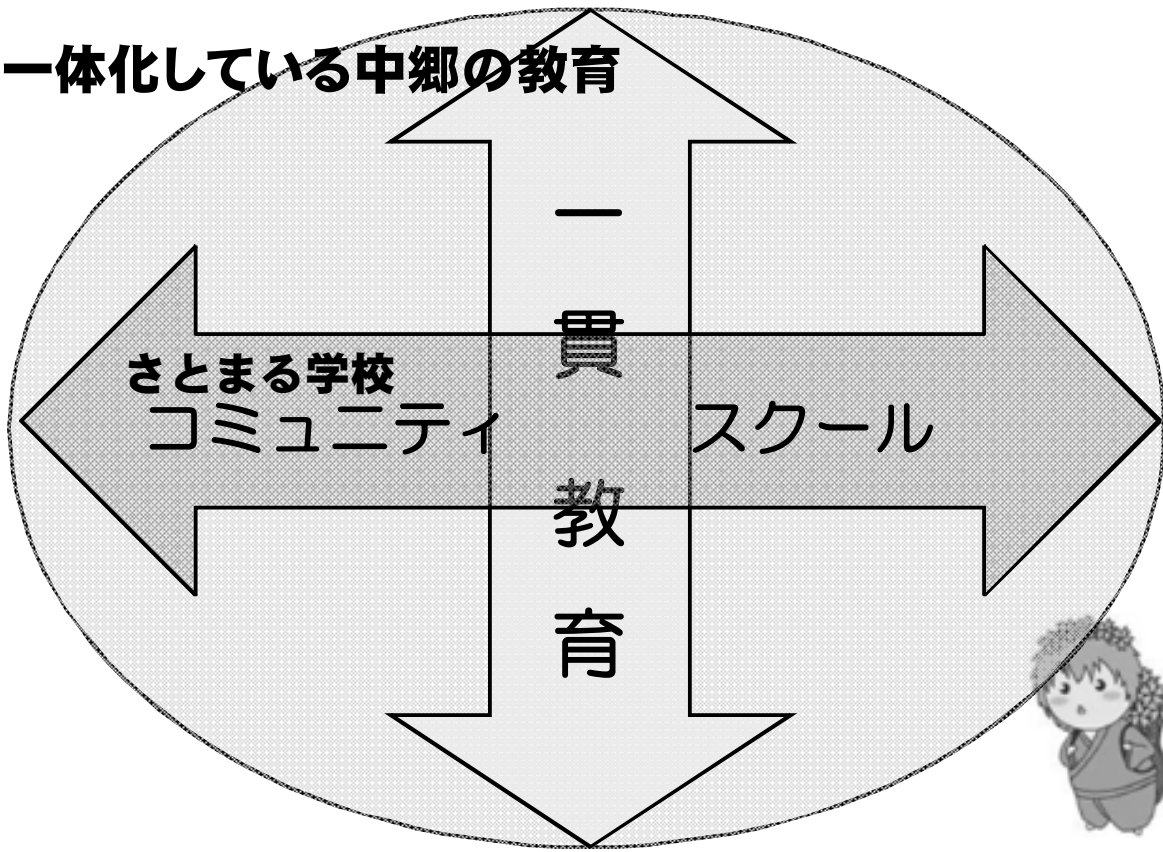 一体化している中郷の教育
さとまる学校
コミュニティ　スクール
一貫教育